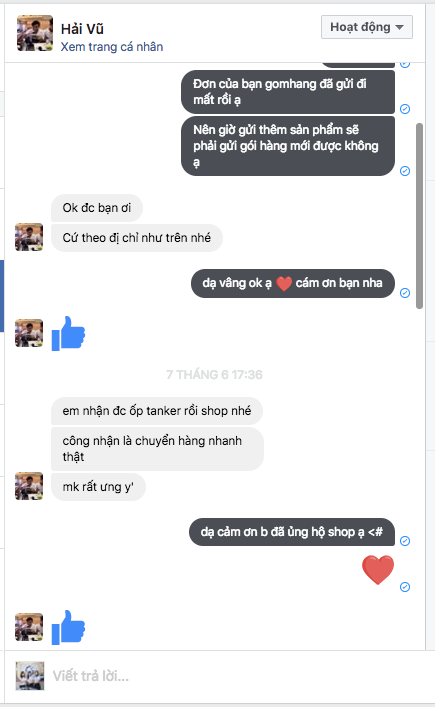 Hải Vũ
Hoạt động
Xem trang cá nhân
Đơn của bạn gomhang đã gửi đi
mất rồi ạ
Nên giờ gửi thêm sản phẩm sẽ
phải gửi gói hàng mới được không
ạ
Ok đc bạn ơi
Cứ theo đị chỉ như trên nhé
dạ vâng ok ạ ❤️ cám ơn bạn nha
7 THÁNG 6 17:36
em nhận đc ốp tanker rồi shop nhé
công nhận là chuyển hàng nhanh
thật
mk rất ưng y'
dạ cảm ơn b đã ủng hộ shop ạ <#
Viết trả lời...